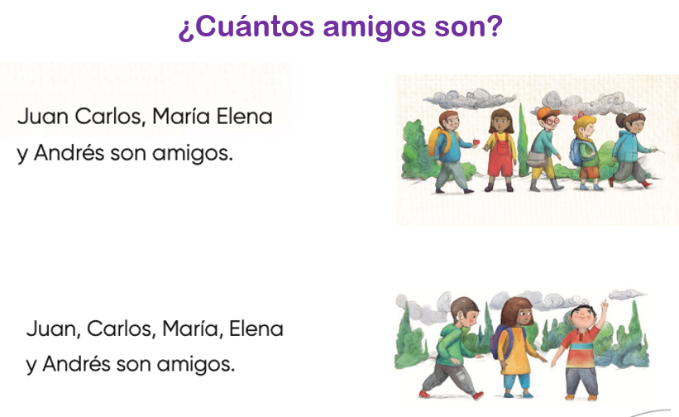 ¿Cuántos amigos son?
Juan Carlos, María Elena
y Andrés son amigos.
Juan, Carlos, María, Elena
y Andrés son amigos.